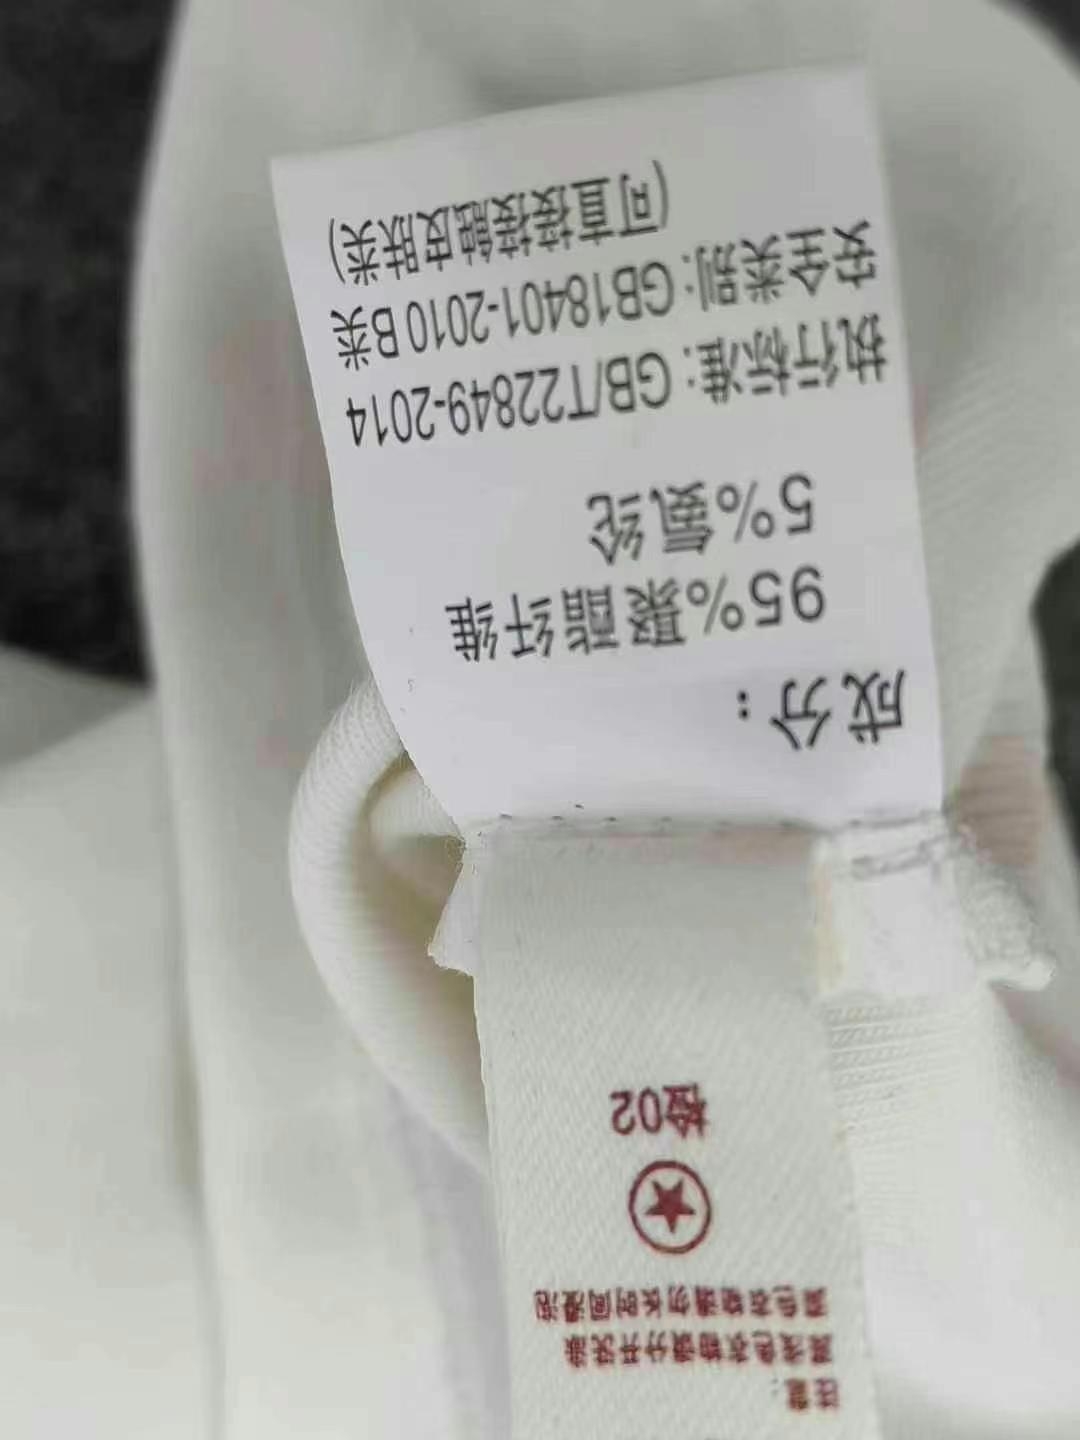 成分：
95%聚酯纤维
5%氨纶
执行标准: GB/T22849-2014
安全类别: GB18401-2010 B类
(可直接接触皮肤类)
注意：
深浅色衣物请分开洗涤
深色衣物请勿长时间浸泡
检02